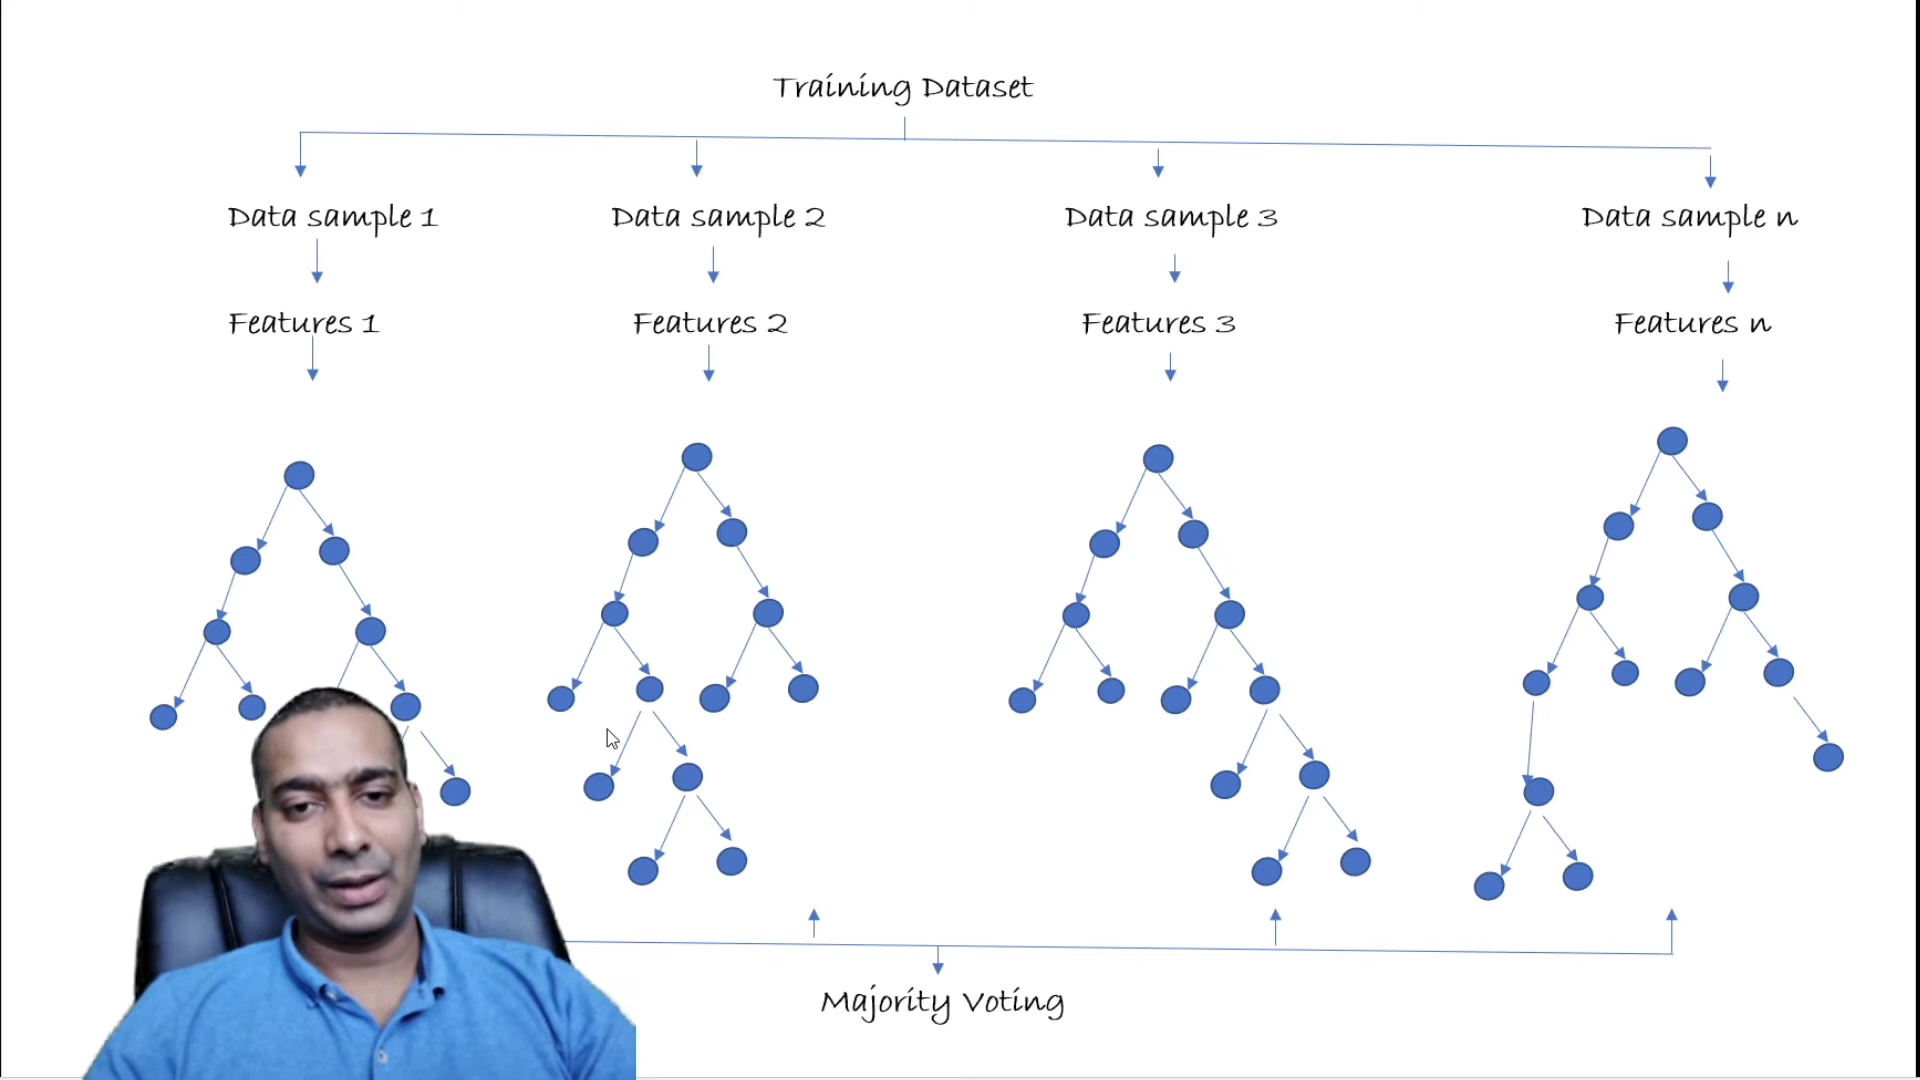 Training Dataset
Data sample 1 Data sample 2 Data sample 3 Data sample n
Features 1 Features 2 Features 3 Features n
Majority Voting